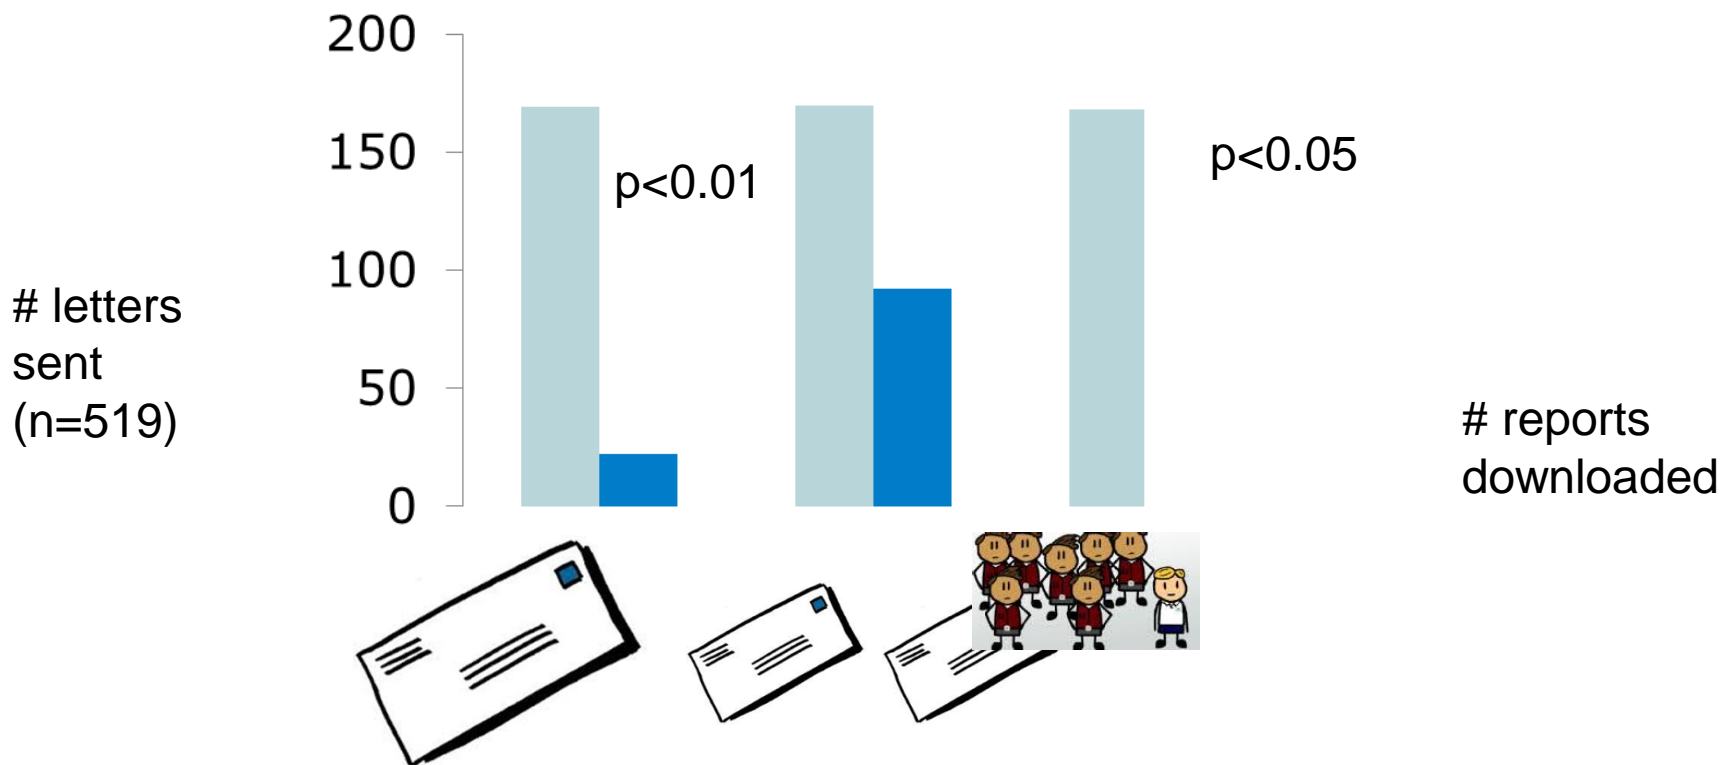 200
150
100
50
0
p<0.01
p<0.05
# letters
sent
(n=519)
# reports
downloaded